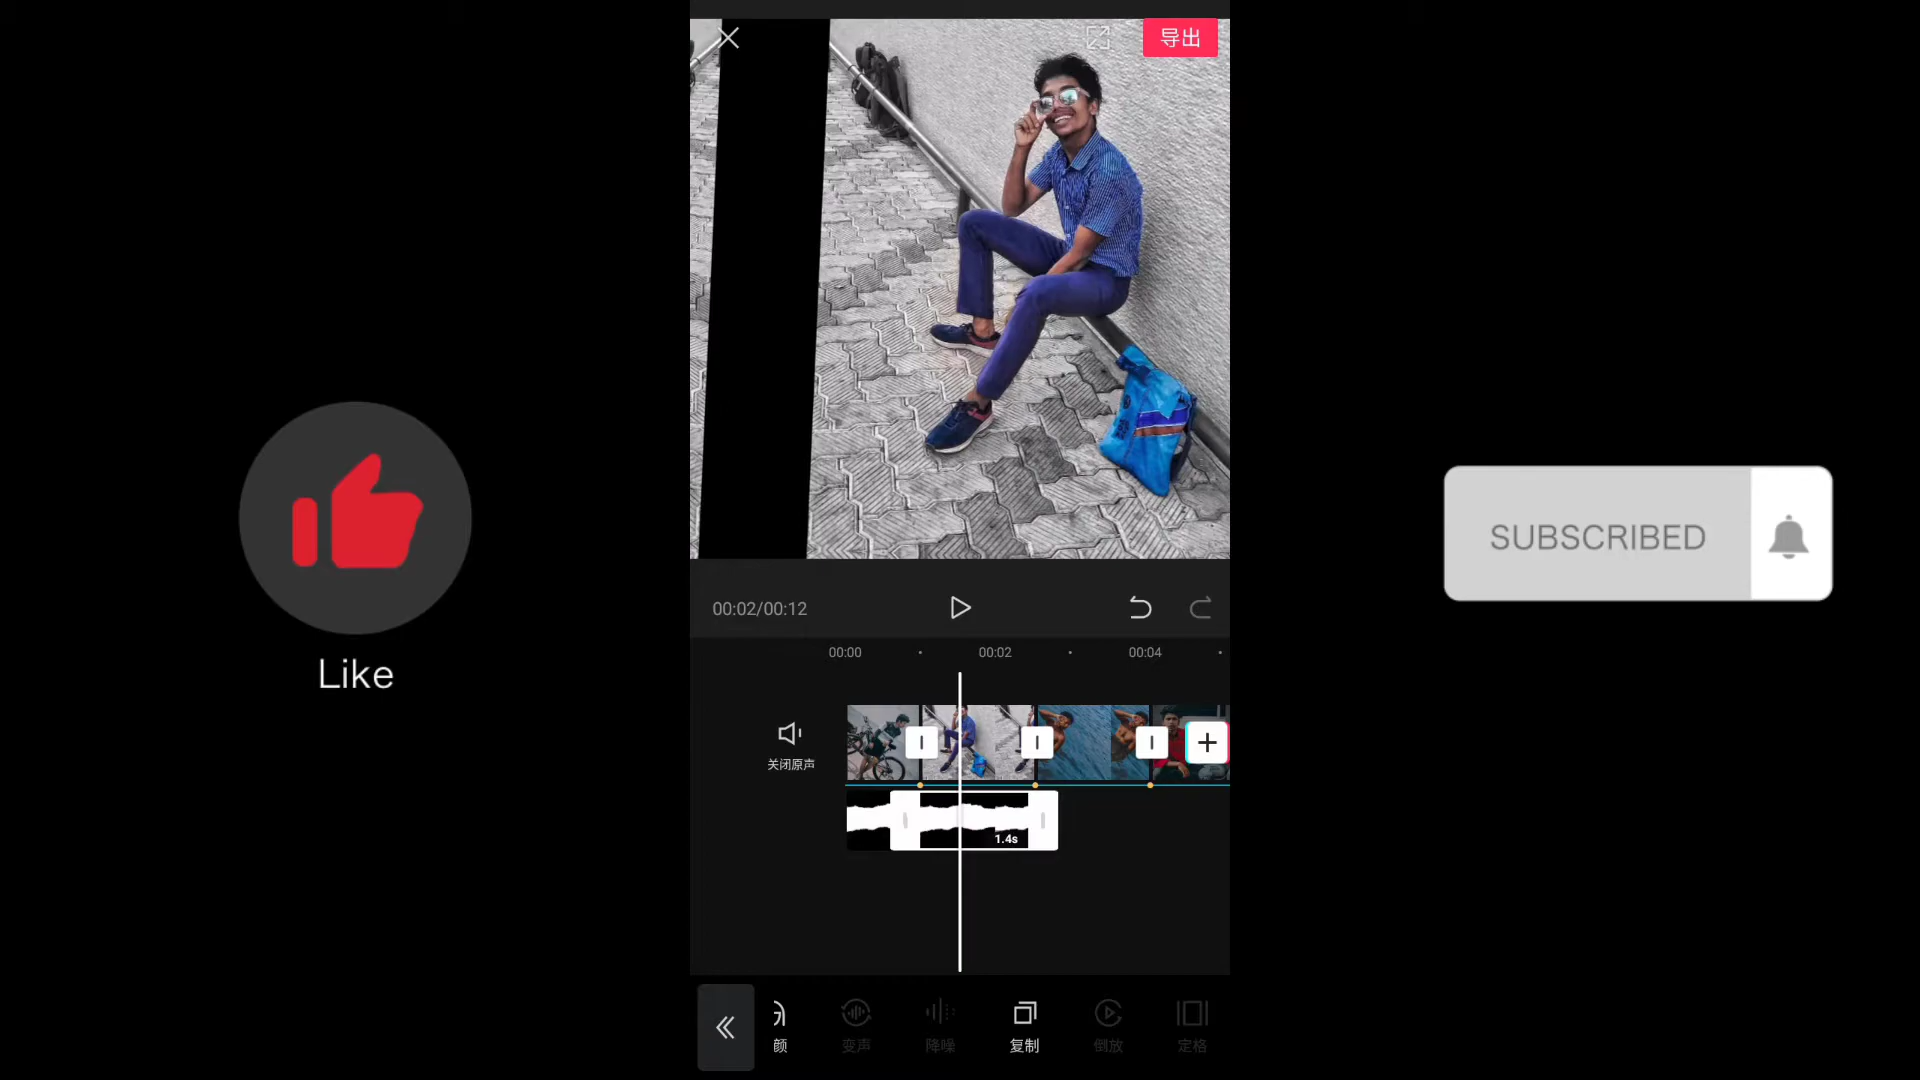 导出
Like
SUBSCRIBED
00:02/00:12
00:00
00:02
00:04
关闭原声
1.4s
颜
变声
降噪
复制
倒放
定格